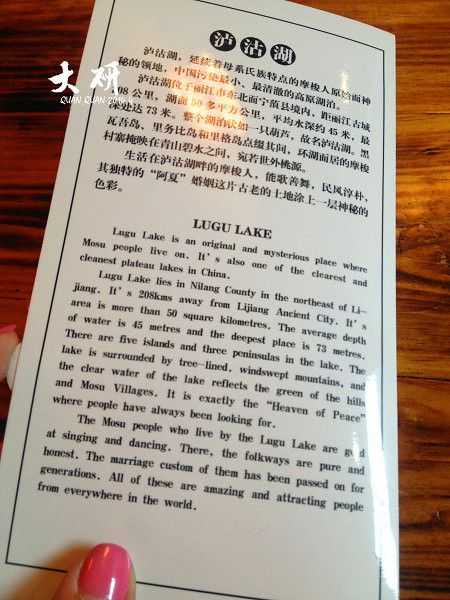 泸沽湖
泸沽湖，延续着母系氏族特点的摩梭人原始而神
秘的领地，中国污染最小、最清澈的高原湖泊。
泸沽湖位于丽江市东北面宁蒗县境内，距丽江古城
208公里，湖面50多平方公里，平均水深约45米，最
深处达73米。整个湖泊状如一只葫芦，故名泸沽湖。黑
瓦吾岛、里务比岛和里格岛点缀其间，环湖而居的摩梭
村寨掩映在青山碧水之间，宛若世外桃源。
生活在泸沽湖畔的摩梭人，能歌善舞，民风淳朴，
其独特的“阿夏”婚姻这片古老的土地涂上一层神秘的
色彩。
大研
QUAN QUAN
LUGU LAKE
Lugu Lake is an original and mysterious place where
Mosu people live on. It's also one of the clearest and
cleanest plateau lakes in China.
Lugu Lake lies in Nilang County in the northeast of Li-
jiang. It's 208kms away from Lijiang Ancient City. It's
area is more than 50 square kilometres. The average depth
of water is 45 metres and the deepest place is 73 metres.
There are five islands and three peninsulas in the lake. The
lake is surrounded by tree-lined, windswept mountains, and
the clear water of the lake reflects the green of the hills
and Mosu Villages. It is exactly the "Heaven of Peace"
where people have always been looking for.
The Mosu people who live by the Lugu Lake are good
at singing and dancing. There, the folkways are pure and
honest. The marriage custom of them has been passed on for
generations. All of these are amazing and attracting people
from everywhere in the world.